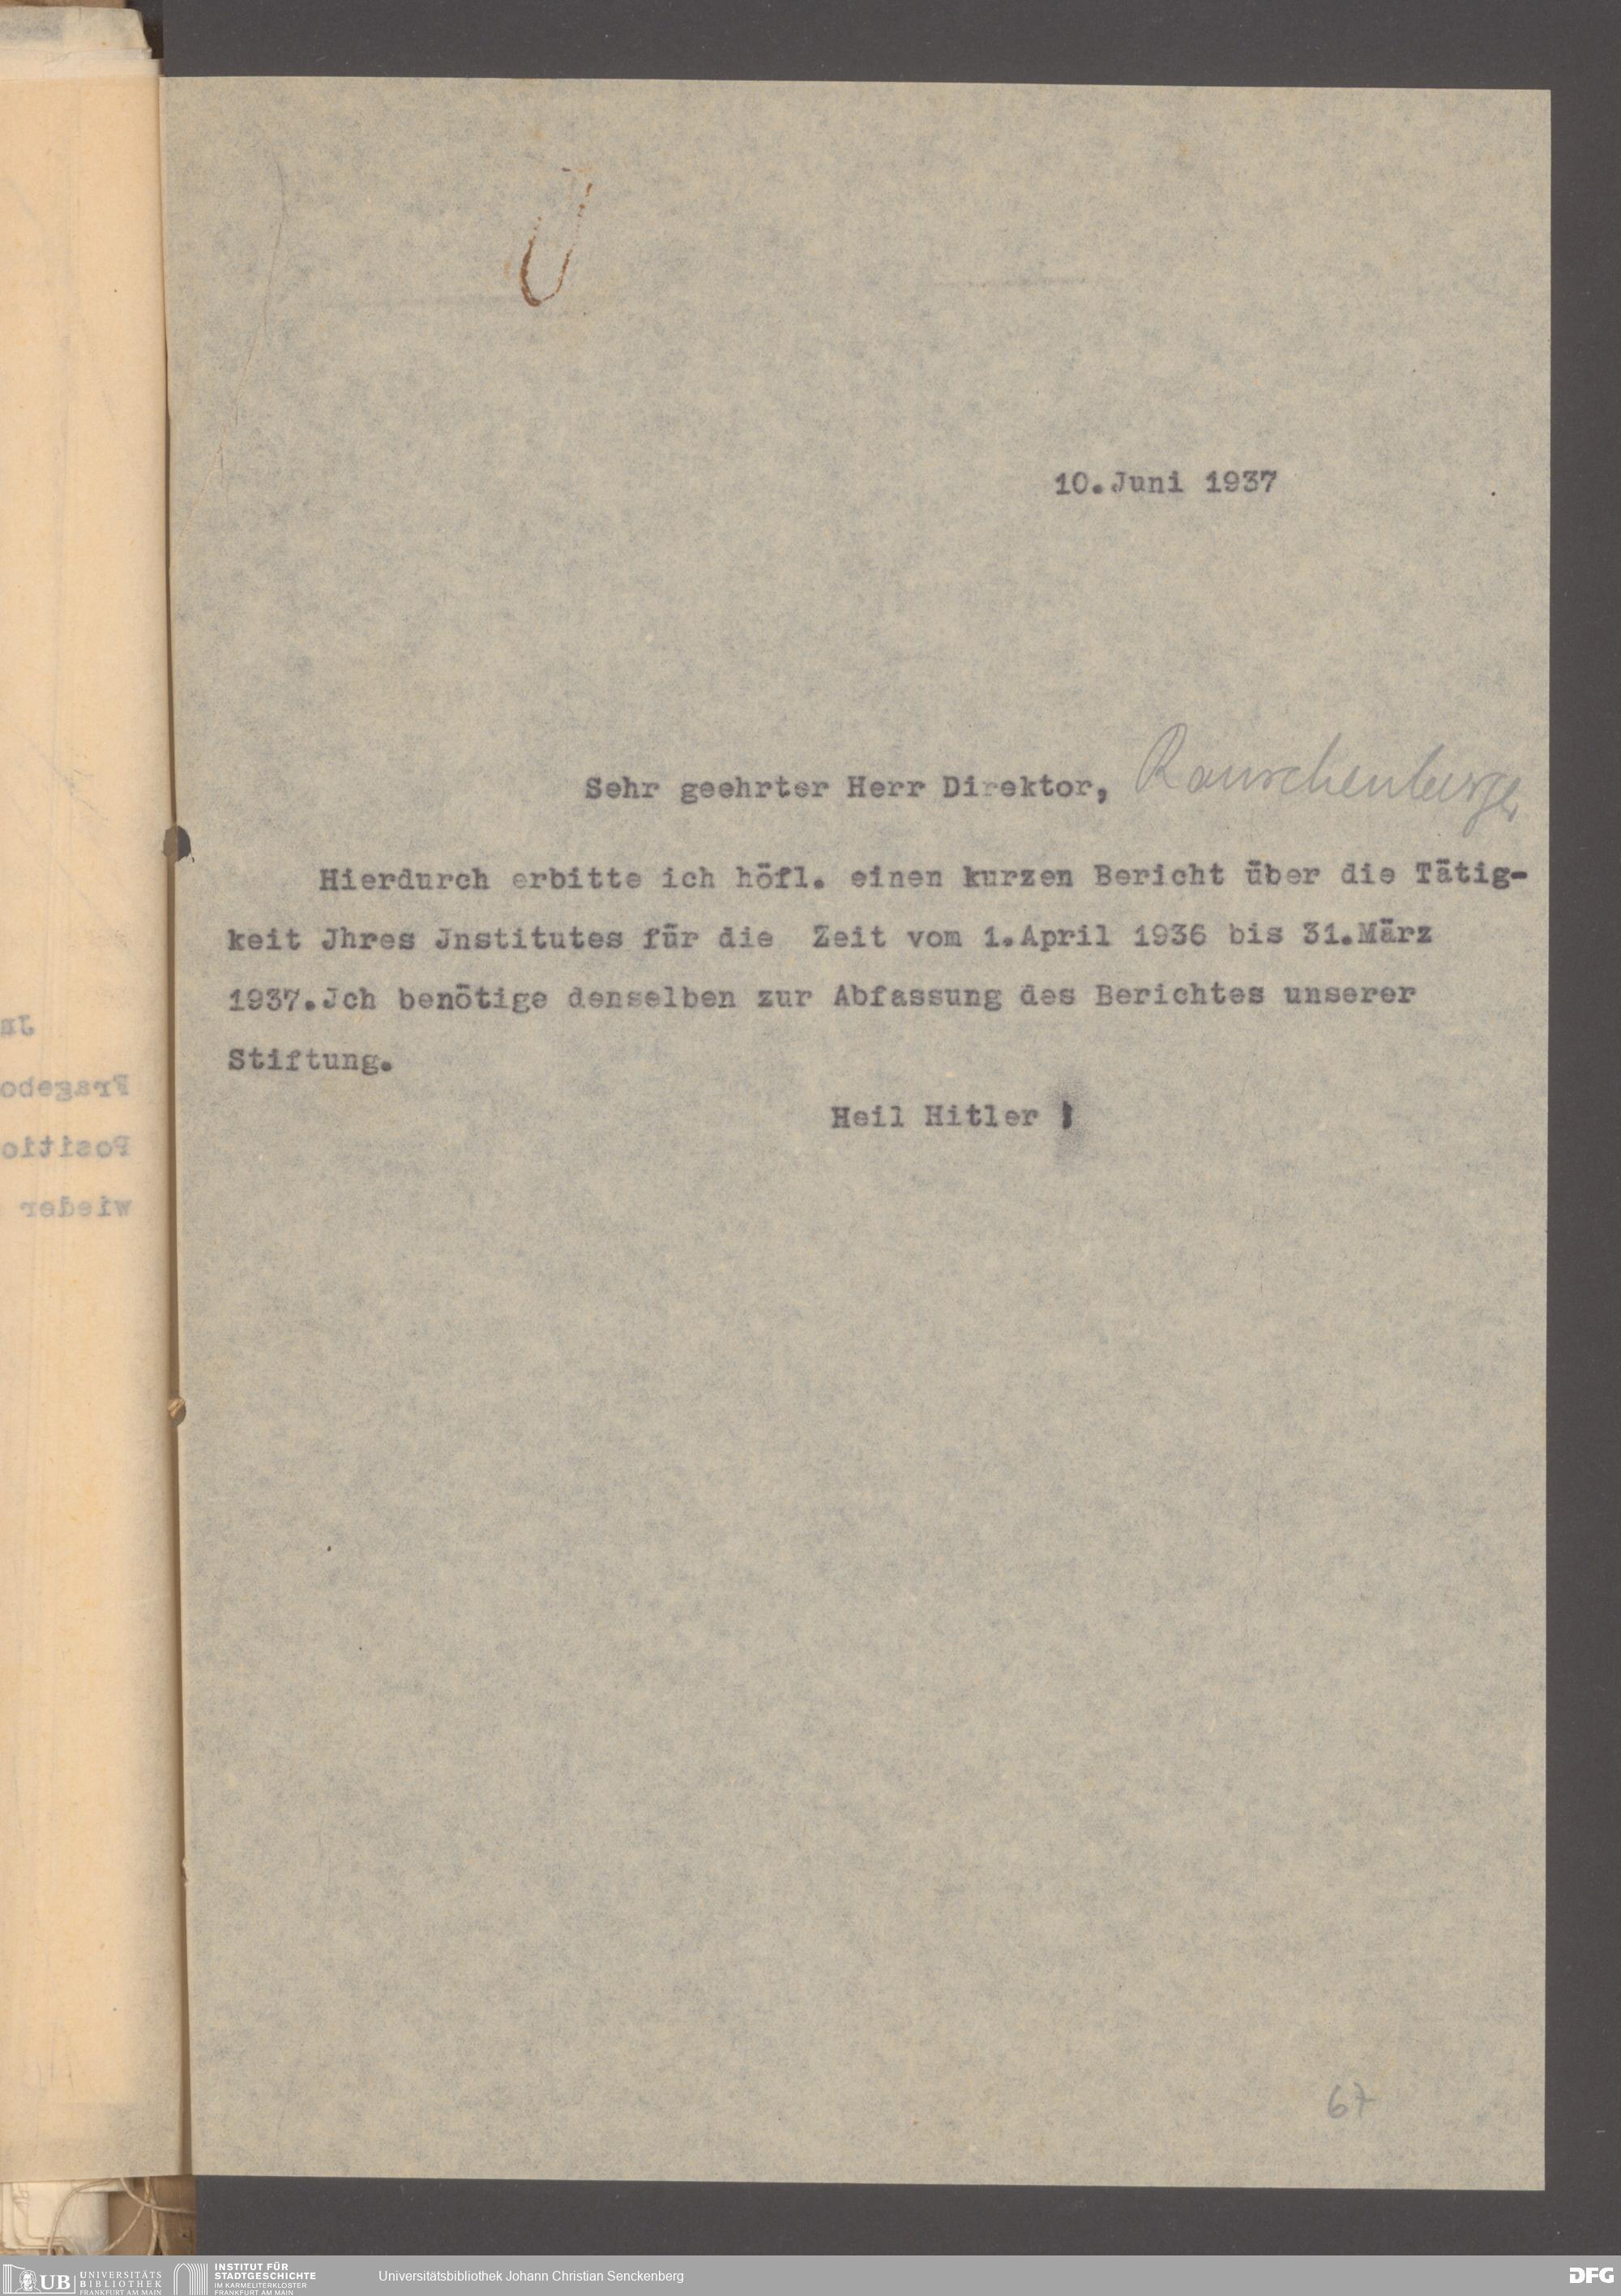 10.Juni 1937
Sehr geehrter Herr Direktor, Rauschenberger
Hierdurch erbitte ich höfl. einen kurzen Bericht über die Tätig-
keit Jhres Jnstitutes für die Zeit vom 1.April 1936 bis 31.März
1937.Jch benötige denselben zur Abfassung des Berichtes unserer
Stiftung.
Heil Hitler !
Fragebo
Positio
wieder
67
UB UNIVERSITÄTS
BIBLIOTHEK
FRANKFURT AM MAIN
INSTITUT FÜR
STADTGESCHICHTE
IM KARMELITERKLOSTER
FRANKFURT AM MAIN
Universitätsbibliothek Johann Christian Senckenberg
DFG